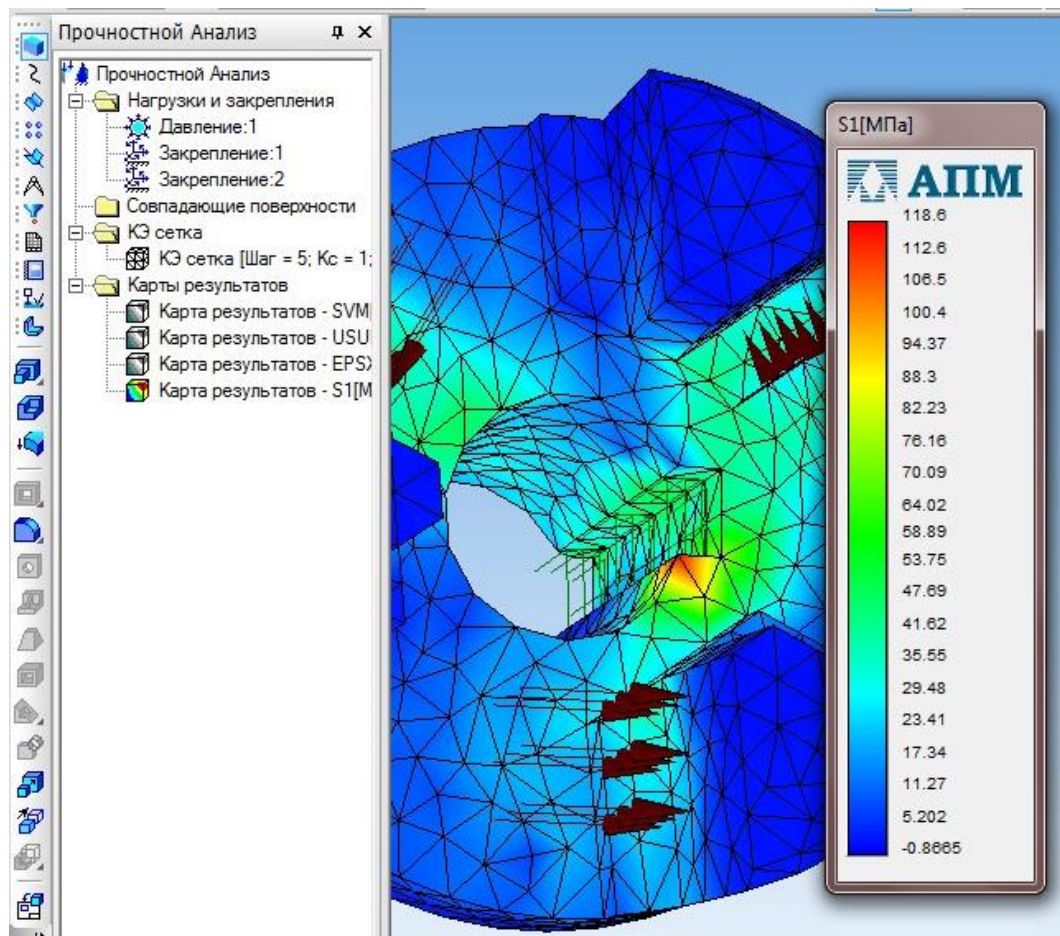 Прочностной Анализ
Прочностной Анализ
Нагрузки и закрепления
Давление:1
Закрепление:1
Закрепление:2
Совпадающие поверхности
КЭ сетка
КЭ сетка [Шаг = 5; Кс = 1;
Карты результатов
Карта результатов - SVM[
Карта результатов - USU
Карта результатов - EPSX
Карта результатов - S1[М
S1[МПа]
АПМ
118.6
112.6
106.5
100.4
94.37
88.3
82.23
76.16
70.09
64.02
58.89
53.75
47.69
41.62
35.55
29.48
23.41
17.34
11.27
5.202
-0.8665